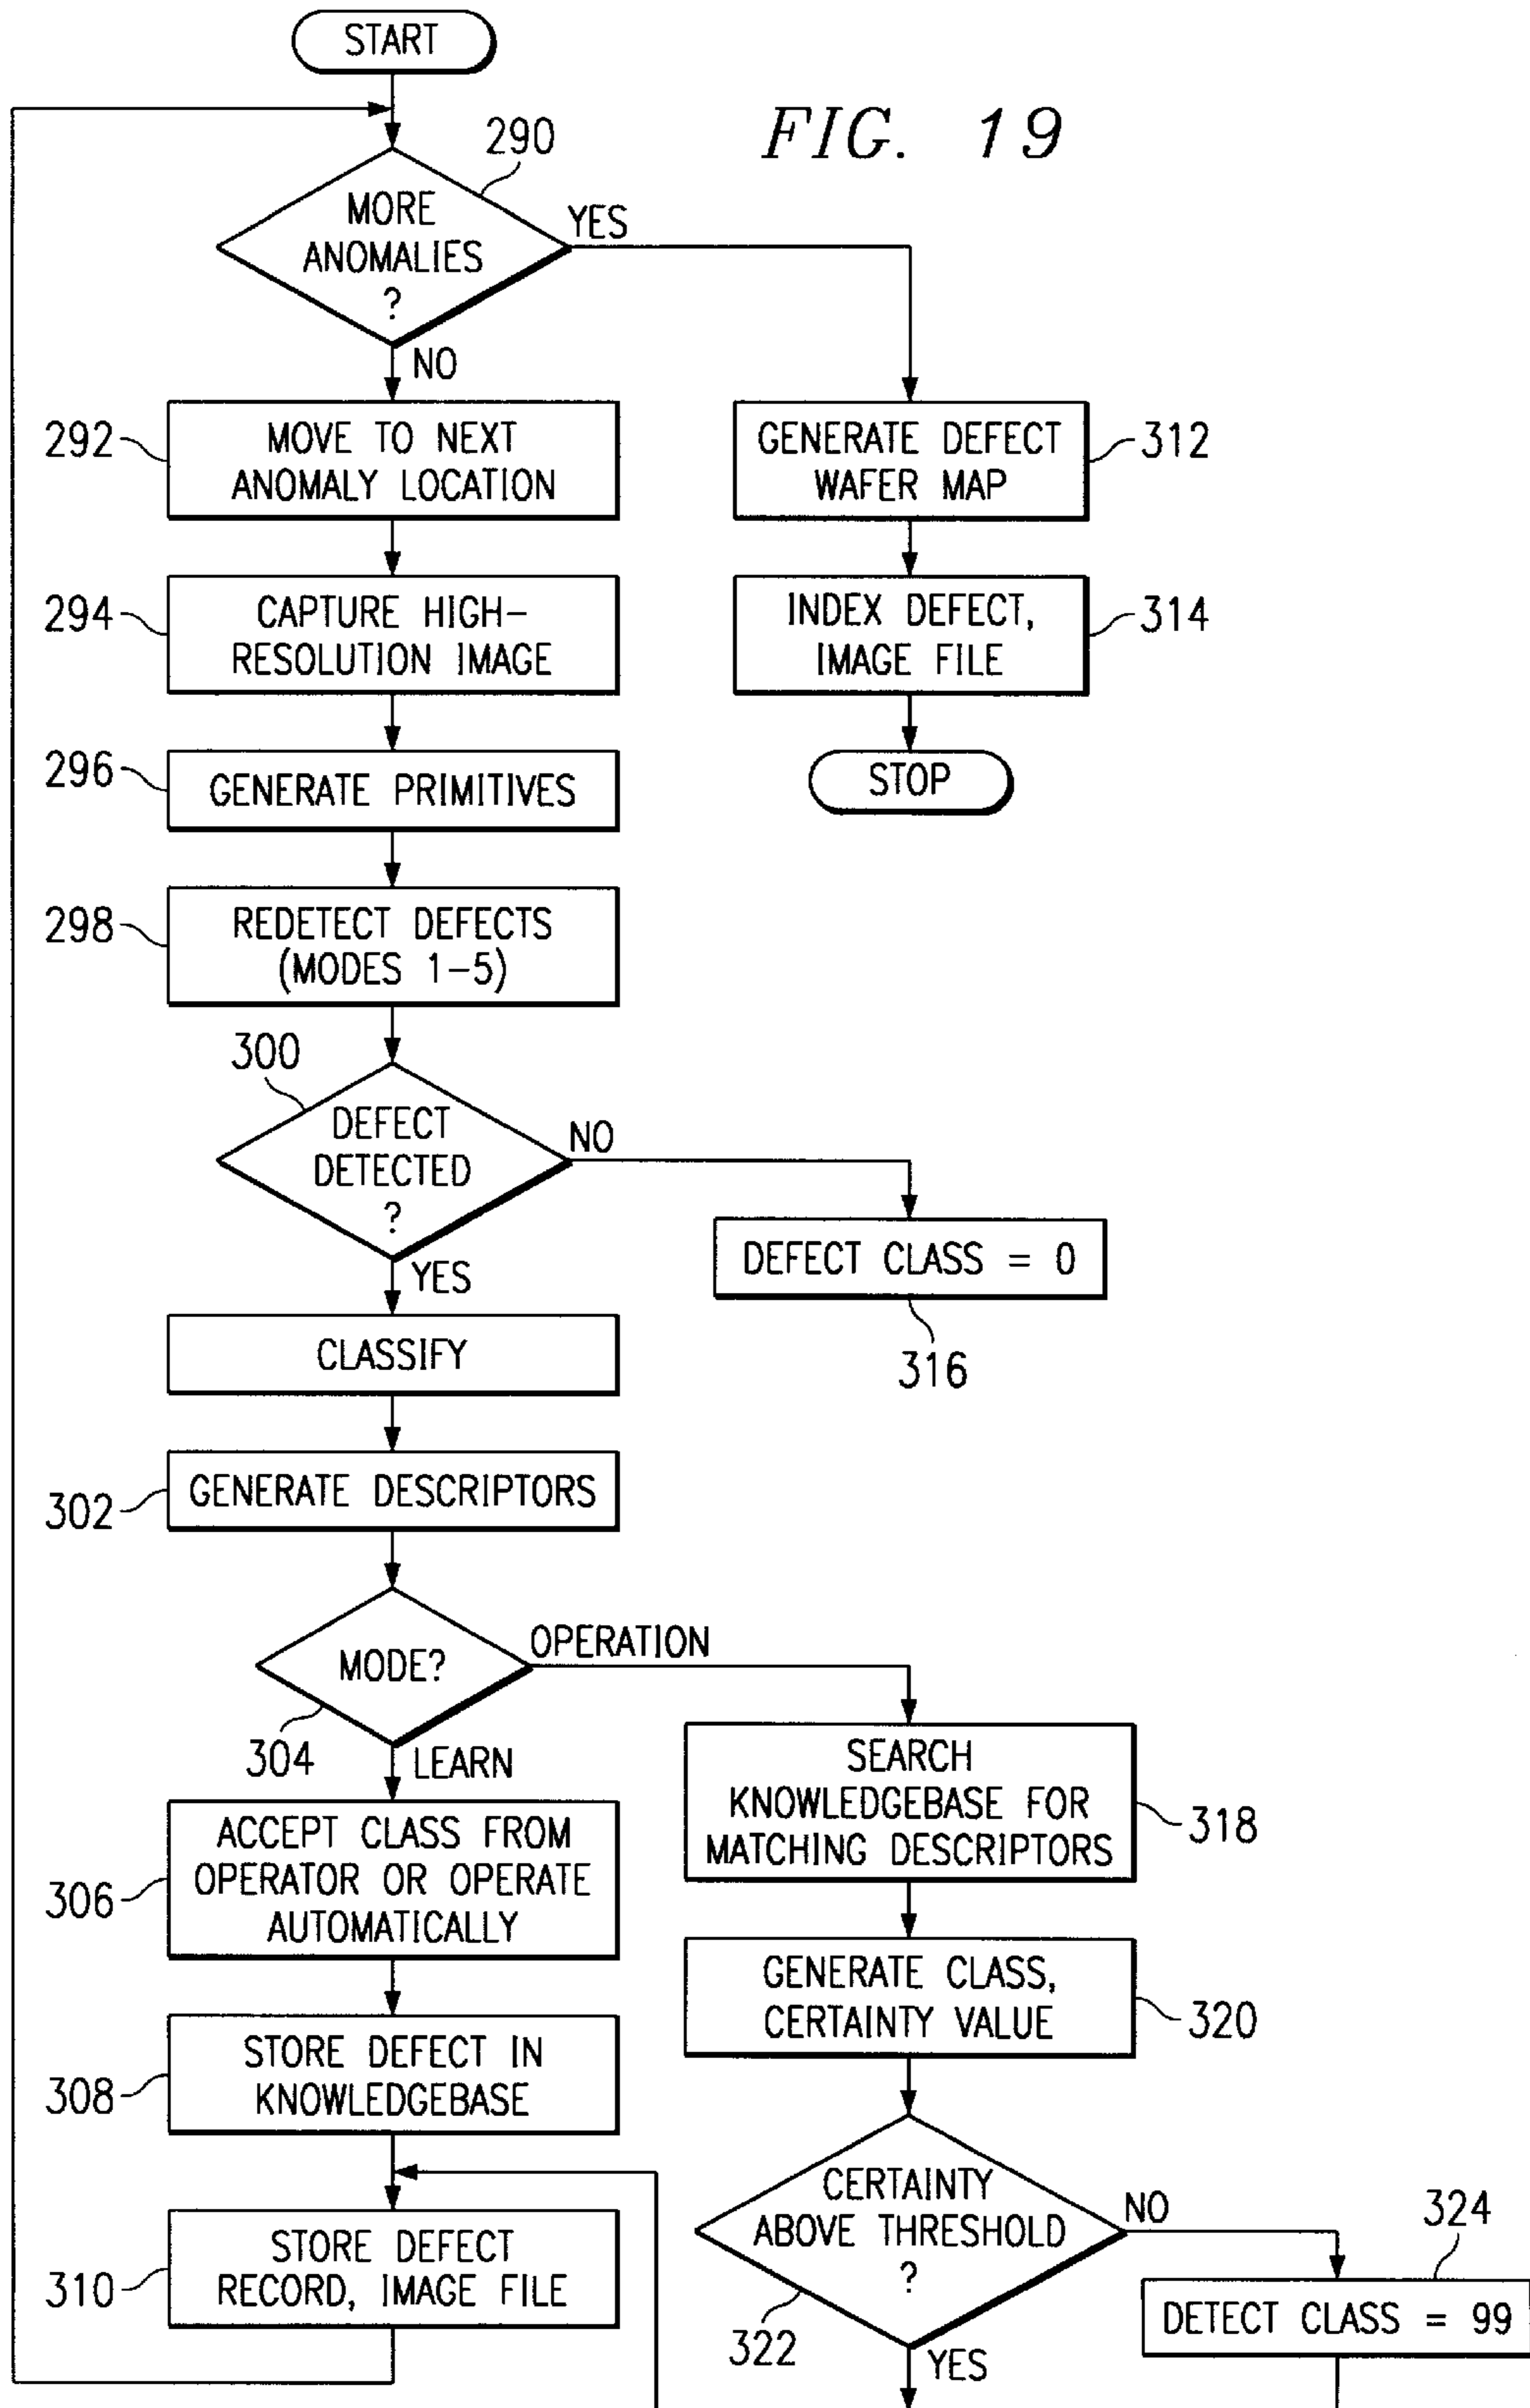 START
FIG. 19
290
MORE
ANOMALIES
?
YES
NO
292
MOVE TO NEXT
ANOMALY LOCATION
GENERATE DEFECT
WAFER MAP
312
294
CAPTURE HIGH-
RESOLUTION IMAGE
INDEX DEFECT,
IMAGE FILE
314
296
GENERATE PRIMITIVES
STOP
298
REDETECT DEFECTS
(MODES 1-5)
300
DEFECT
DETECTED
?
NO
YES
DEFECT CLASS = 0
316
CLASSIFY
302
GENERATE DESCRIPTORS
MODE?
OPERATION
304
LEARN
SEARCH
KNOWLEDGEBASE FOR
MATCHING DESCRIPTORS
318
306
ACCEPT CLASS FROM
OPERATOR OR OPERATE
AUTOMATICALLY
GENERATE CLASS,
CERTAINTY VALUE
320
308
STORE DEFECT IN
KNOWLEDGEBASE
CERTAINTY
ABOVE THRESHOLD
?
NO
324
322
YES
310
STORE DEFECT
RECORD, IMAGE FILE
DETECT CLASS = 99